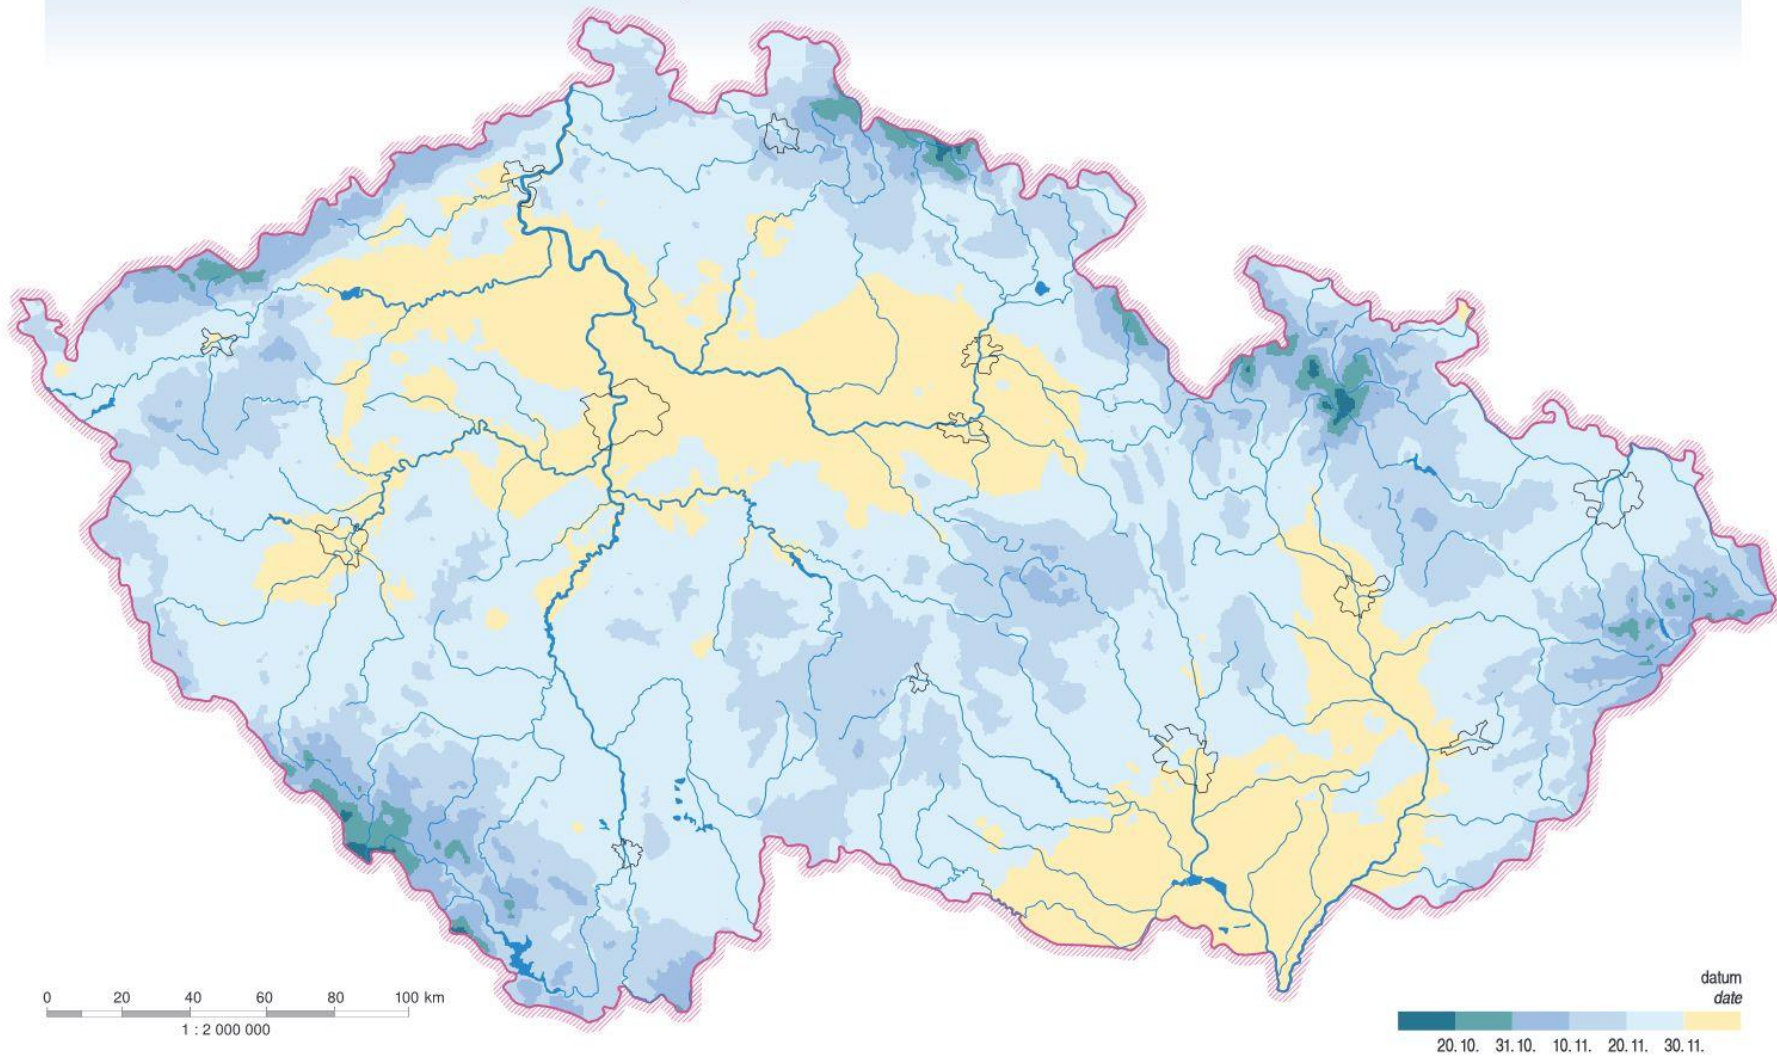 0 20 40 60 80 100 km
1 : 2 000 000
datum
date
20. 10. 31. 10. 10. 11. 20. 11. 30. 11.